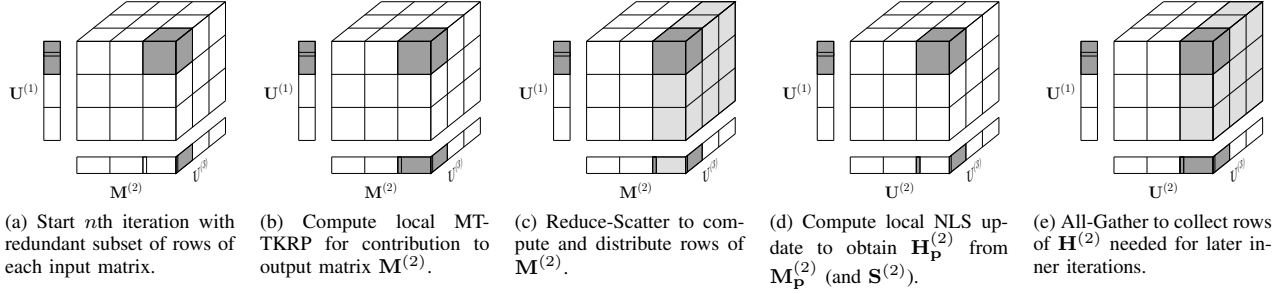 U^(1)
U^(3)
M^(2)
(a) Start nth iteration with
redundant subset of rows of
each input matrix.
U^(1)
U^(3)
M^(2)
(b) Compute local MT-
TKRP for contribution to
output matrix M^(2).
U^(1)
U^(3)
M^(2)
(c) Reduce-Scatter to com-
pute and distribute rows of
M^(2).
U^(1)
U^(3)
U^(2)
(d) Compute local NLS up-
date to obtain H_p^(2) from
M_p^(2) (and S^(2)).
U^(1)
U^(3)
U^(2)
(e) All-Gather to collect rows
of H^(2) needed for later in-
ner iterations.